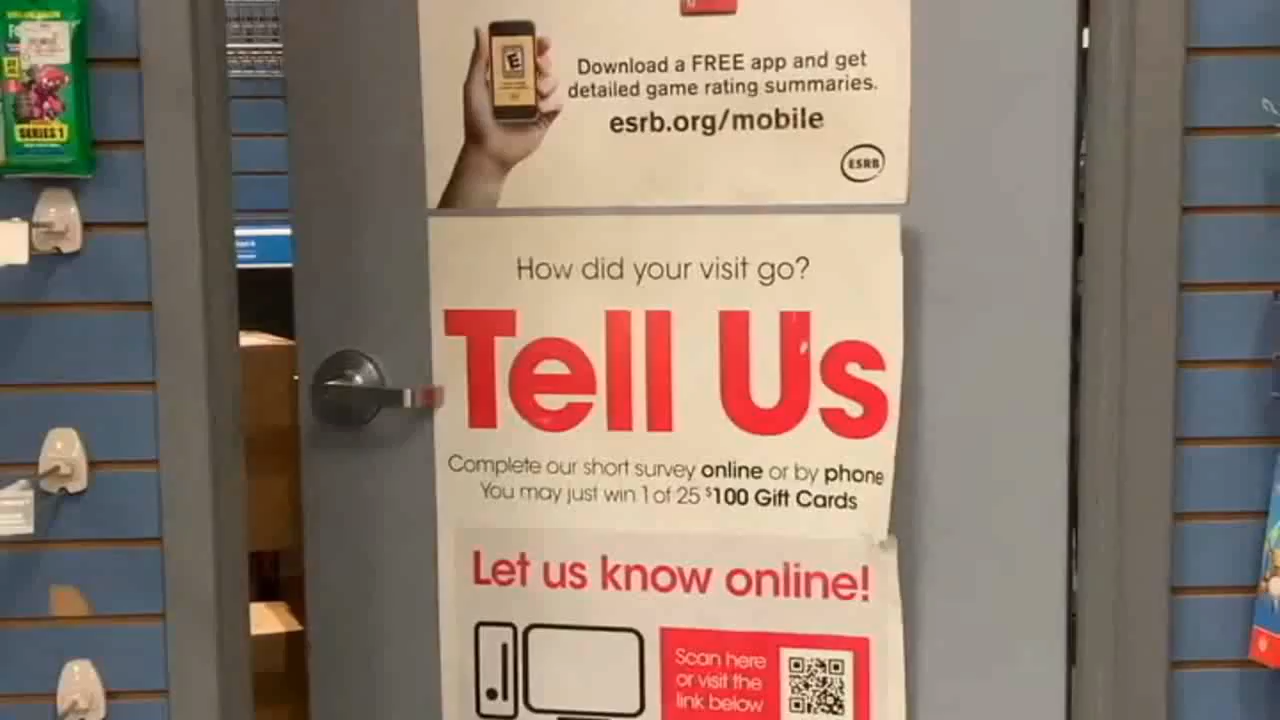 SERIES 1
E
Download a FREE app and get
detailed game rating summaries.
esrb.org/mobile
ESRB
How did your visit go?
Tell Us
Complete our short survey online or by phone
You may just win 1 of 25 $100 Gift Cards
Let us know online!
Scan here
or visit the
link below